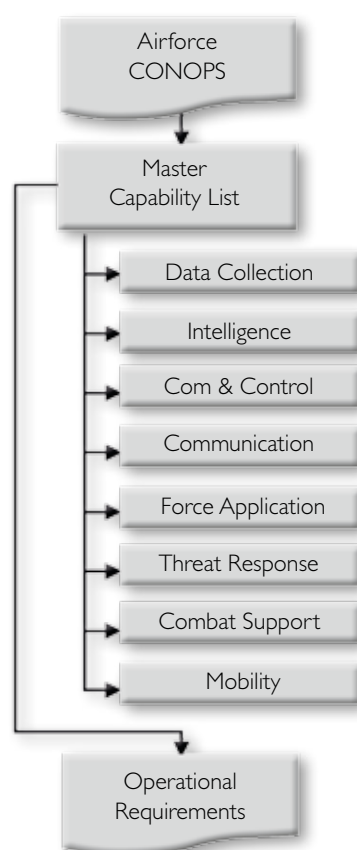 Airforce
CONOPS
Master
Capability List
Data Collection
Intelligence
Com & Control
Communication
Force Application
Threat Response
Combat Support
Mobility
Operational
Requirements